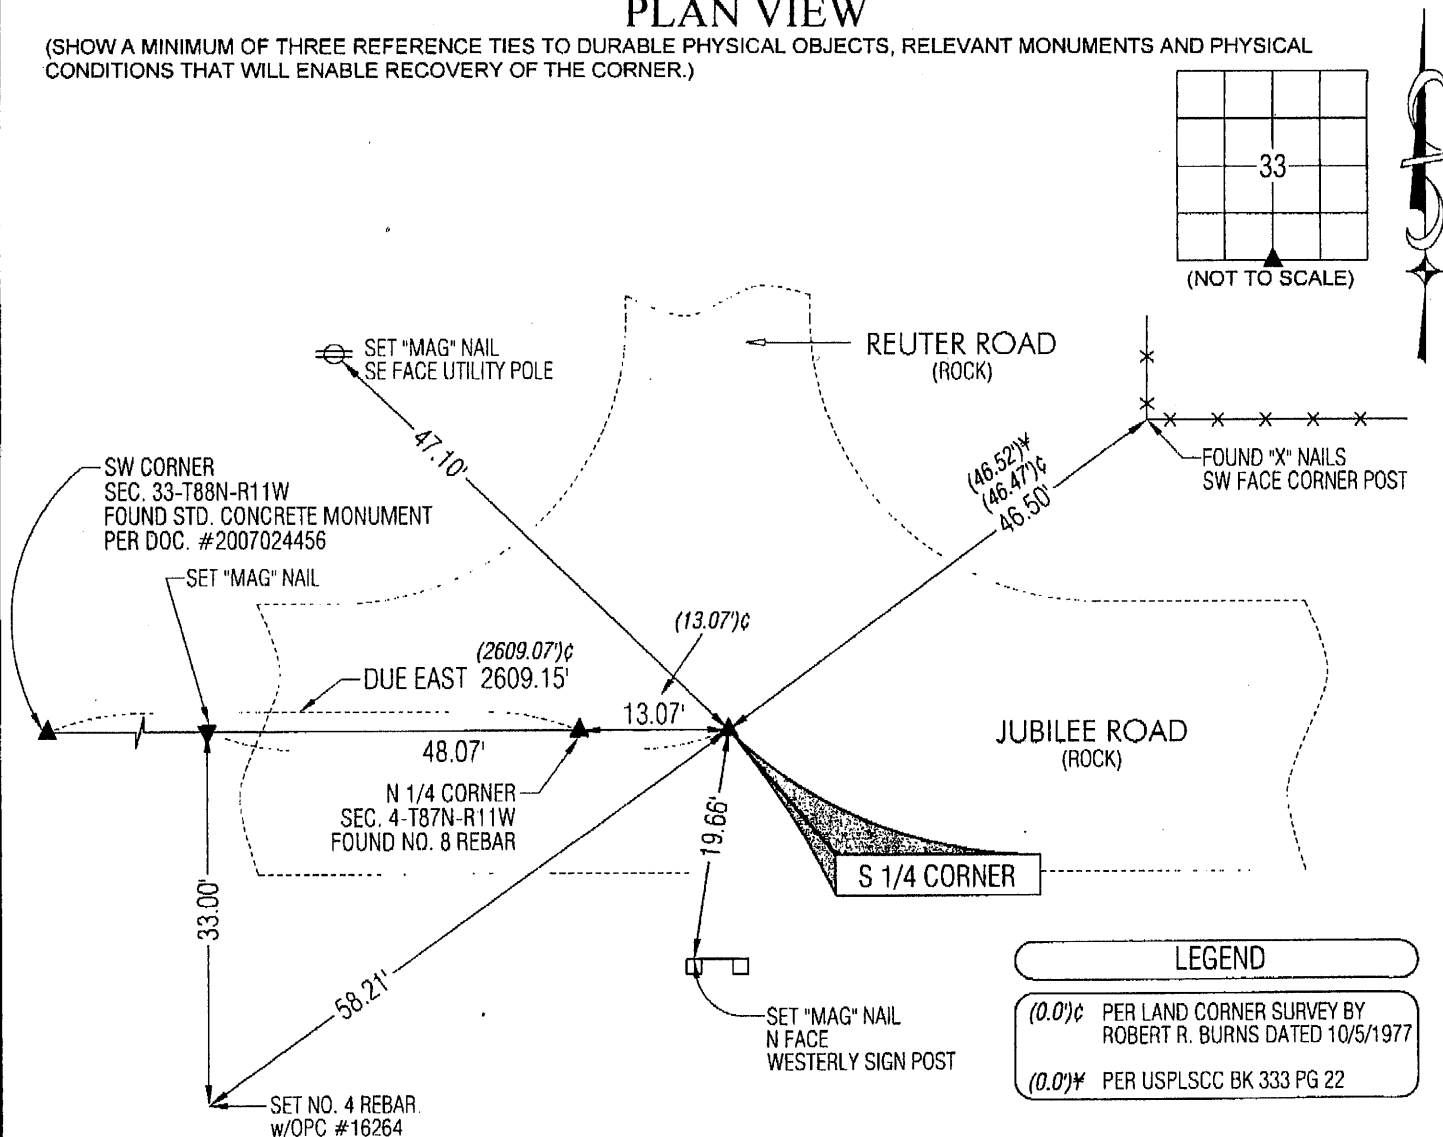 PLAN VIEW
(SHOW A MINIMUM OF THREE REFERENCE TIES TO DURABLE PHYSICAL OBJECTS, RELEVANT MONUMENTS AND PHYSICAL
CONDITIONS THAT WILL ENABLE RECOVERY OF THE CORNER.)
33
(NOT TO SCALE)
REUTER ROAD
(ROCK)
SET "MAG" NAIL
SE FACE UTILITY POLE
47.10'
(46.52')¥
(46.47')¢
46.50'
FOUND "X" NAILS
SW FACE CORNER POST
SW CORNER
SEC. 33-T88N-R11W
FOUND STD. CONCRETE MONUMENT
PER DOC. #2007024456
SET "MAG" NAIL
(13.07')¢
(2609.07')¢
DUE EAST 2609.15'
13.07'
48.07'
JUBILEE ROAD
(ROCK)
N 1/4 CORNER
SEC. 4-T87N-R11W
FOUND NO. 8 REBAR
19.66'
S 1/4 CORNER
33.00'
58.21'
SET "MAG" NAIL
N FACE
WESTERLY SIGN POST
SET NO. 4 REBAR
w/OPC #16264
LEGEND
(0.0')¢ PER LAND CORNER SURVEY BY
ROBERT R. BURNS DATED 10/5/1977
(0.0')¥ PER USPLSCC BK 333 PG 22